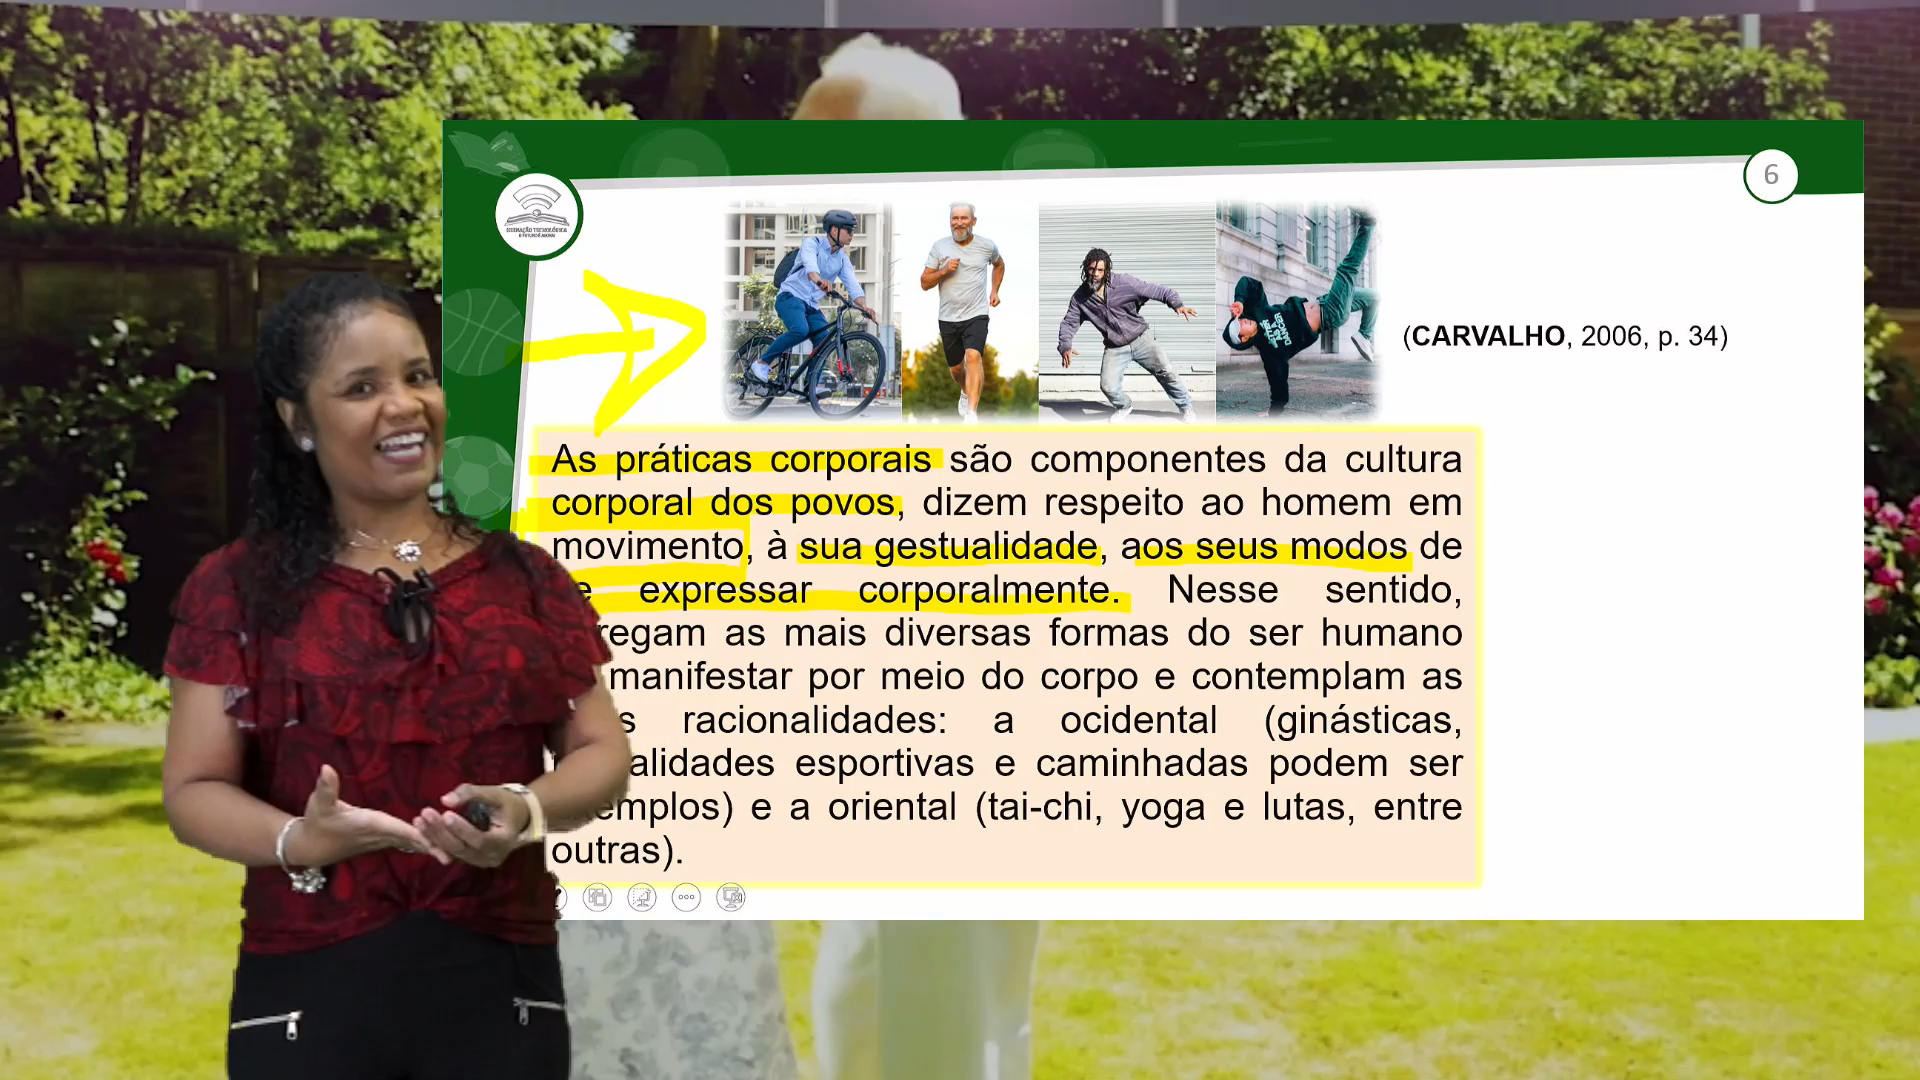 6
(CARVALHO, 2006, p. 34)
As práticas corporais são componentes da cultura
corporal dos povos, dizem respeito ao homem em
movimento, à sua gestualidade, aos seus modos de
expressar corporalmente. Nesse sentido,
as mais diversas formas do ser humano
manifestar por meio do corpo e contemplam as
racionalidades: a ocidental (ginásticas,
esportivas e caminhadas podem ser
e a oriental (tai-chi, yoga e lutas, entre
outras).